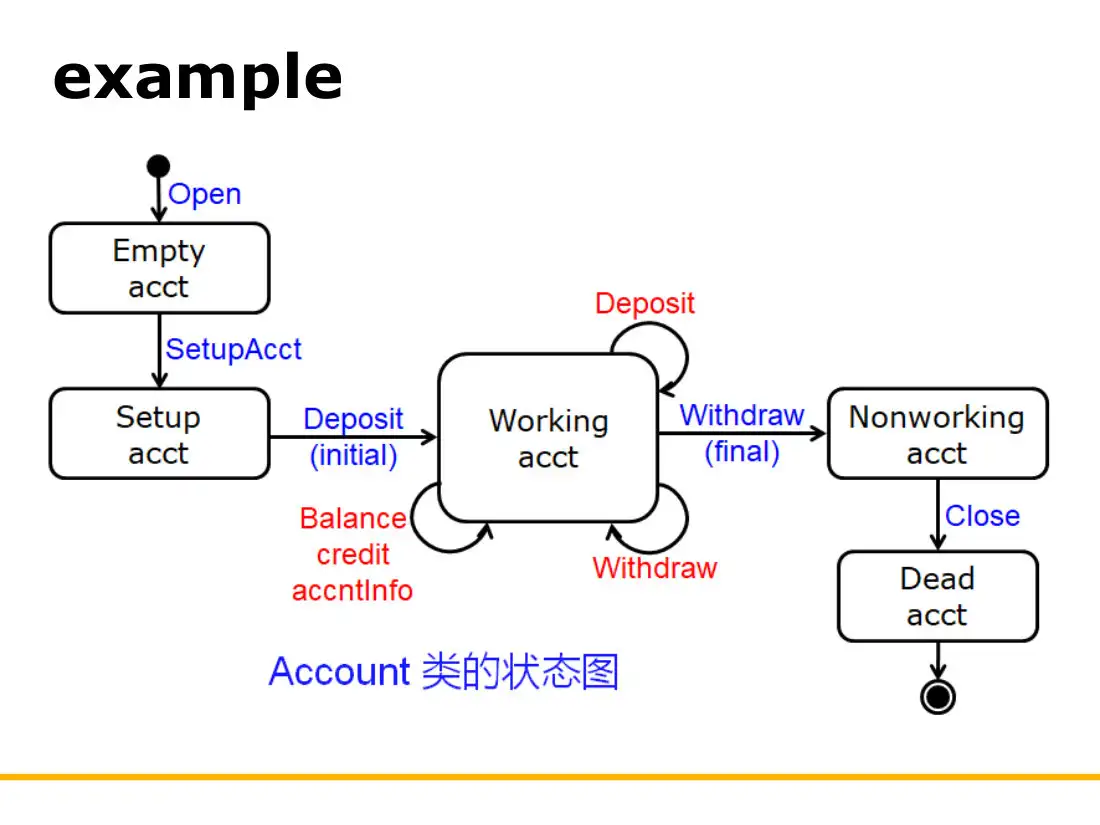 example
Open
Empty
acct
SetupAcct
Setup
acct
Deposit
(initial)
Deposit
Working
acct
Balance
credit
accntInfo
Withdraw
Withdraw
(final)
Nonworking
acct
Close
Dead
acct
Account 类的状态图